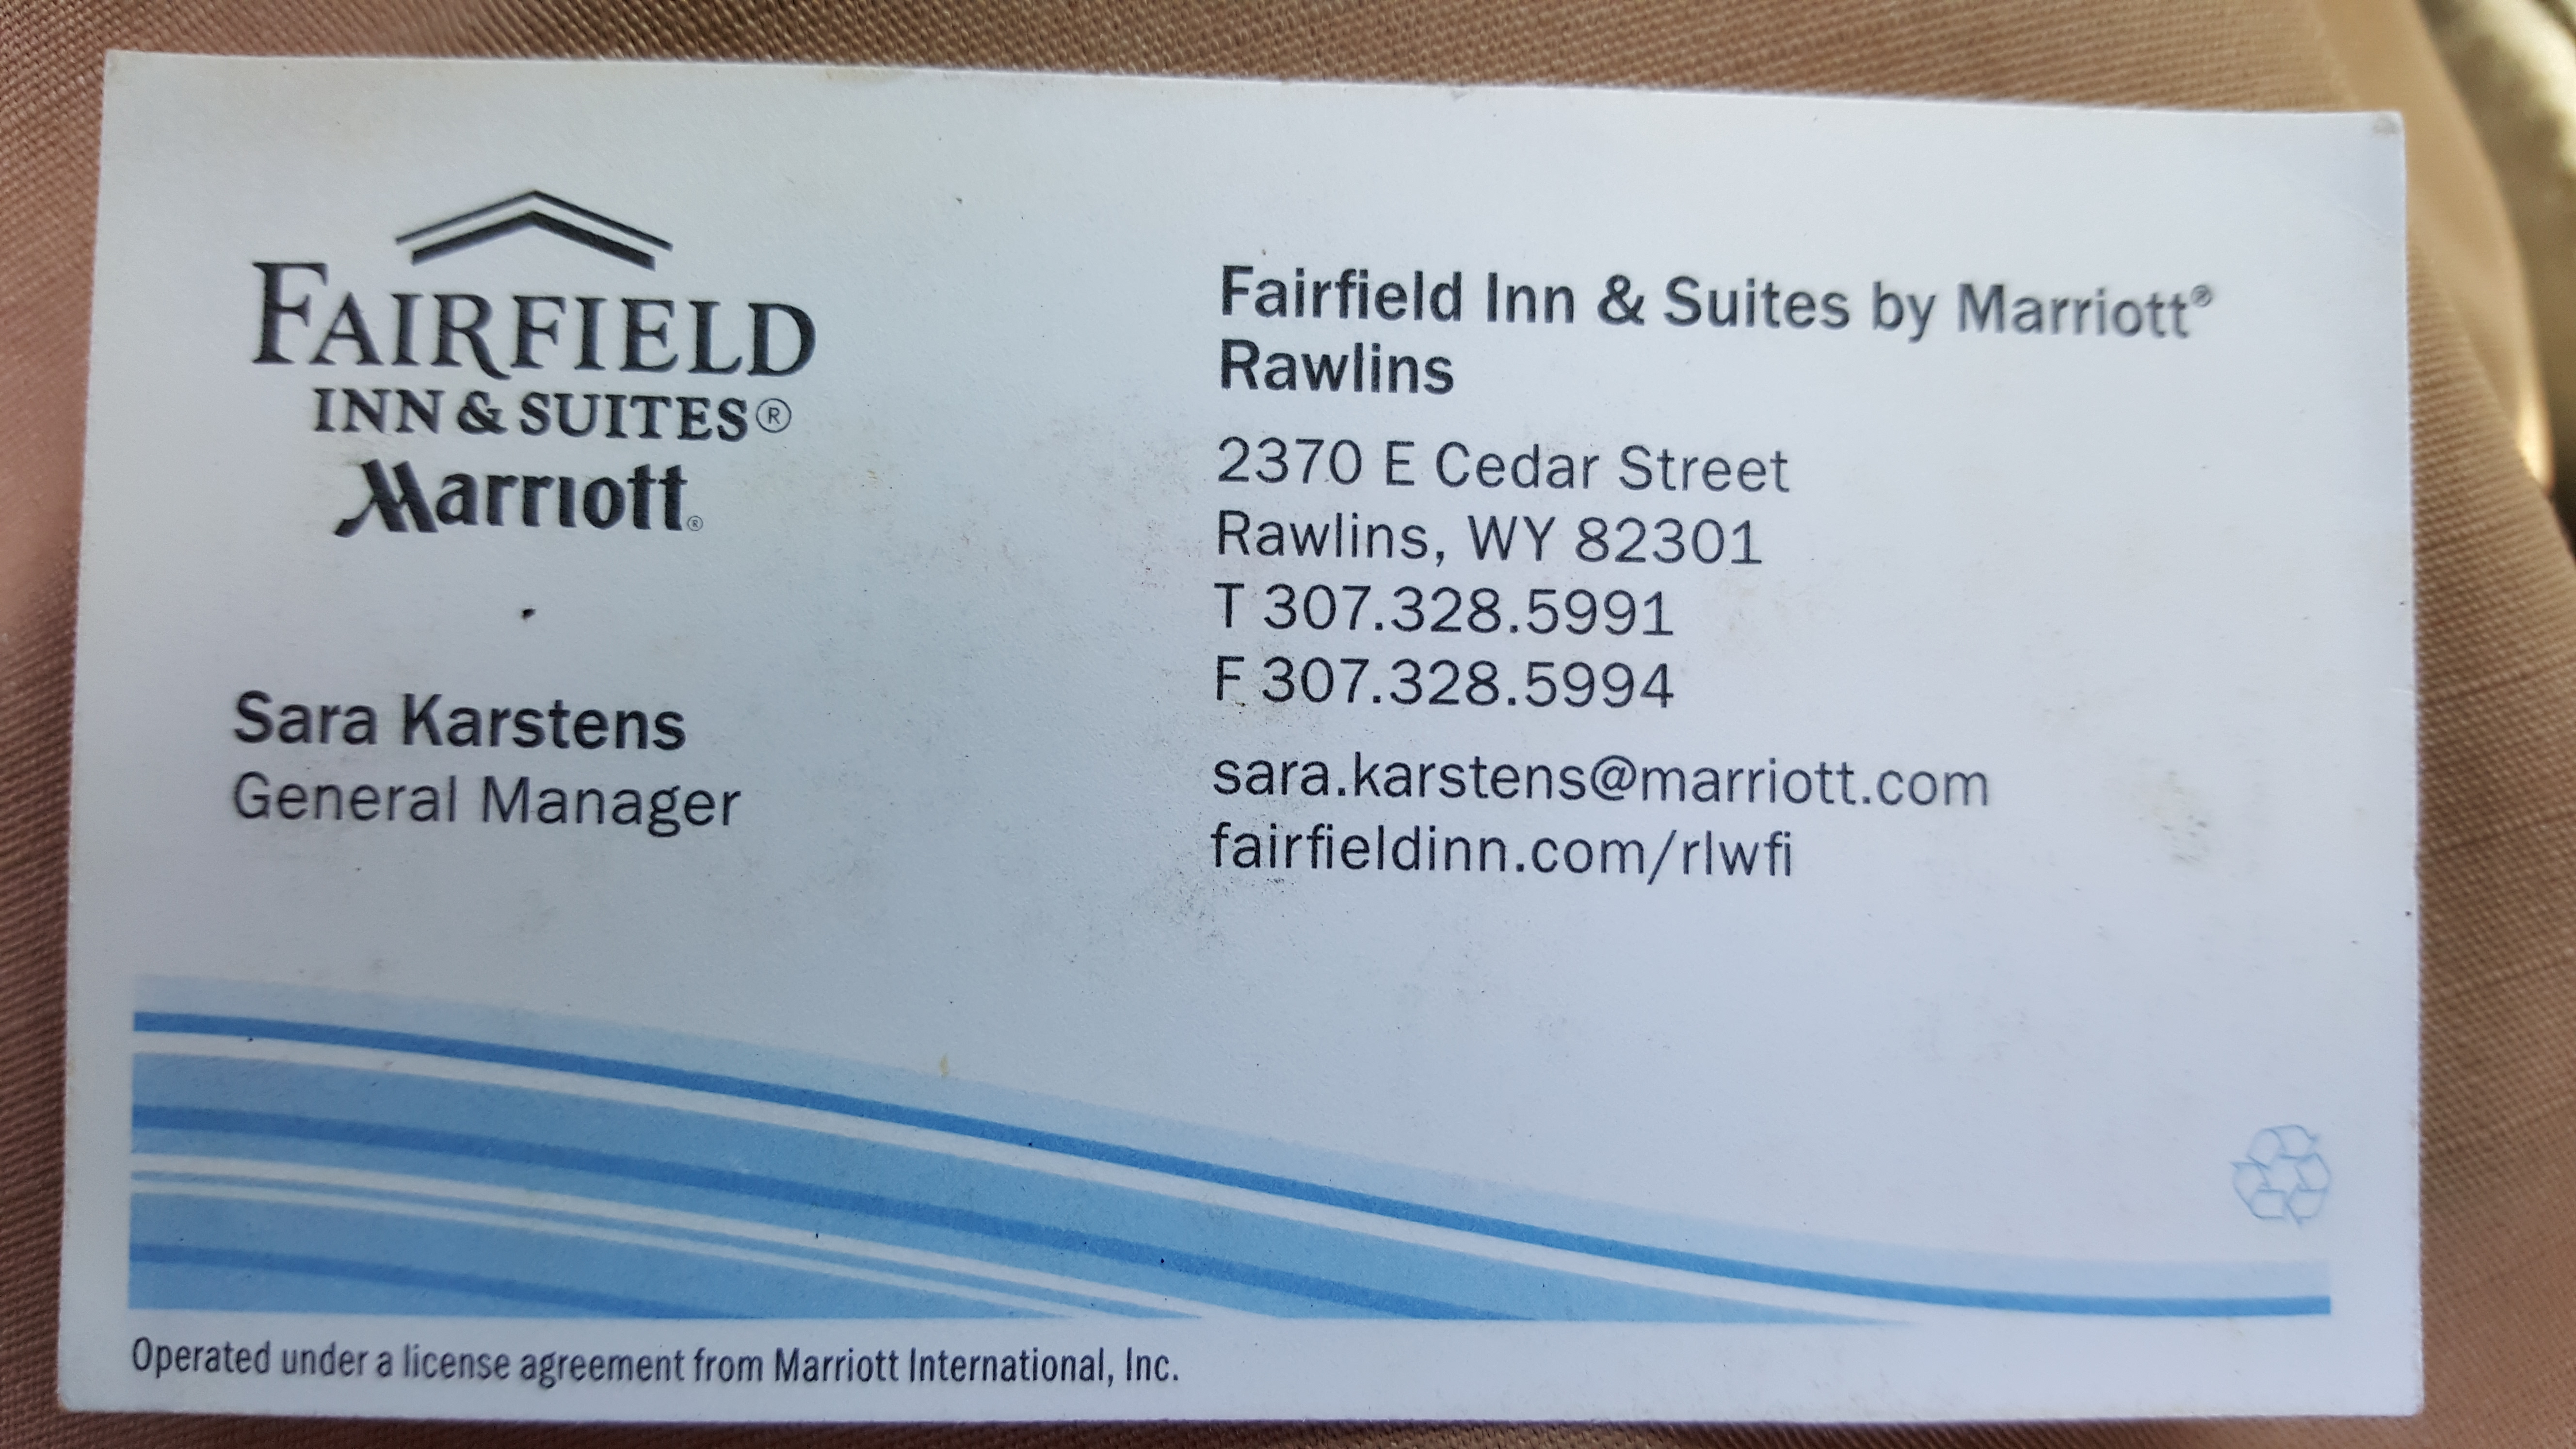 FAIRFIELD
INN & SUITES®
Marriott®
Sara Karstens
General Manager
Fairfield Inn & Suites by Marriott®
Rawlins
2370 E Cedar Street
Rawlins, WY 82301
T 307.328.5991
F 307.328.5994
sara.karstens@marriott.com
fairfieldinn.com/rlwfi
Operated under a license agreement from Marriott International, Inc.